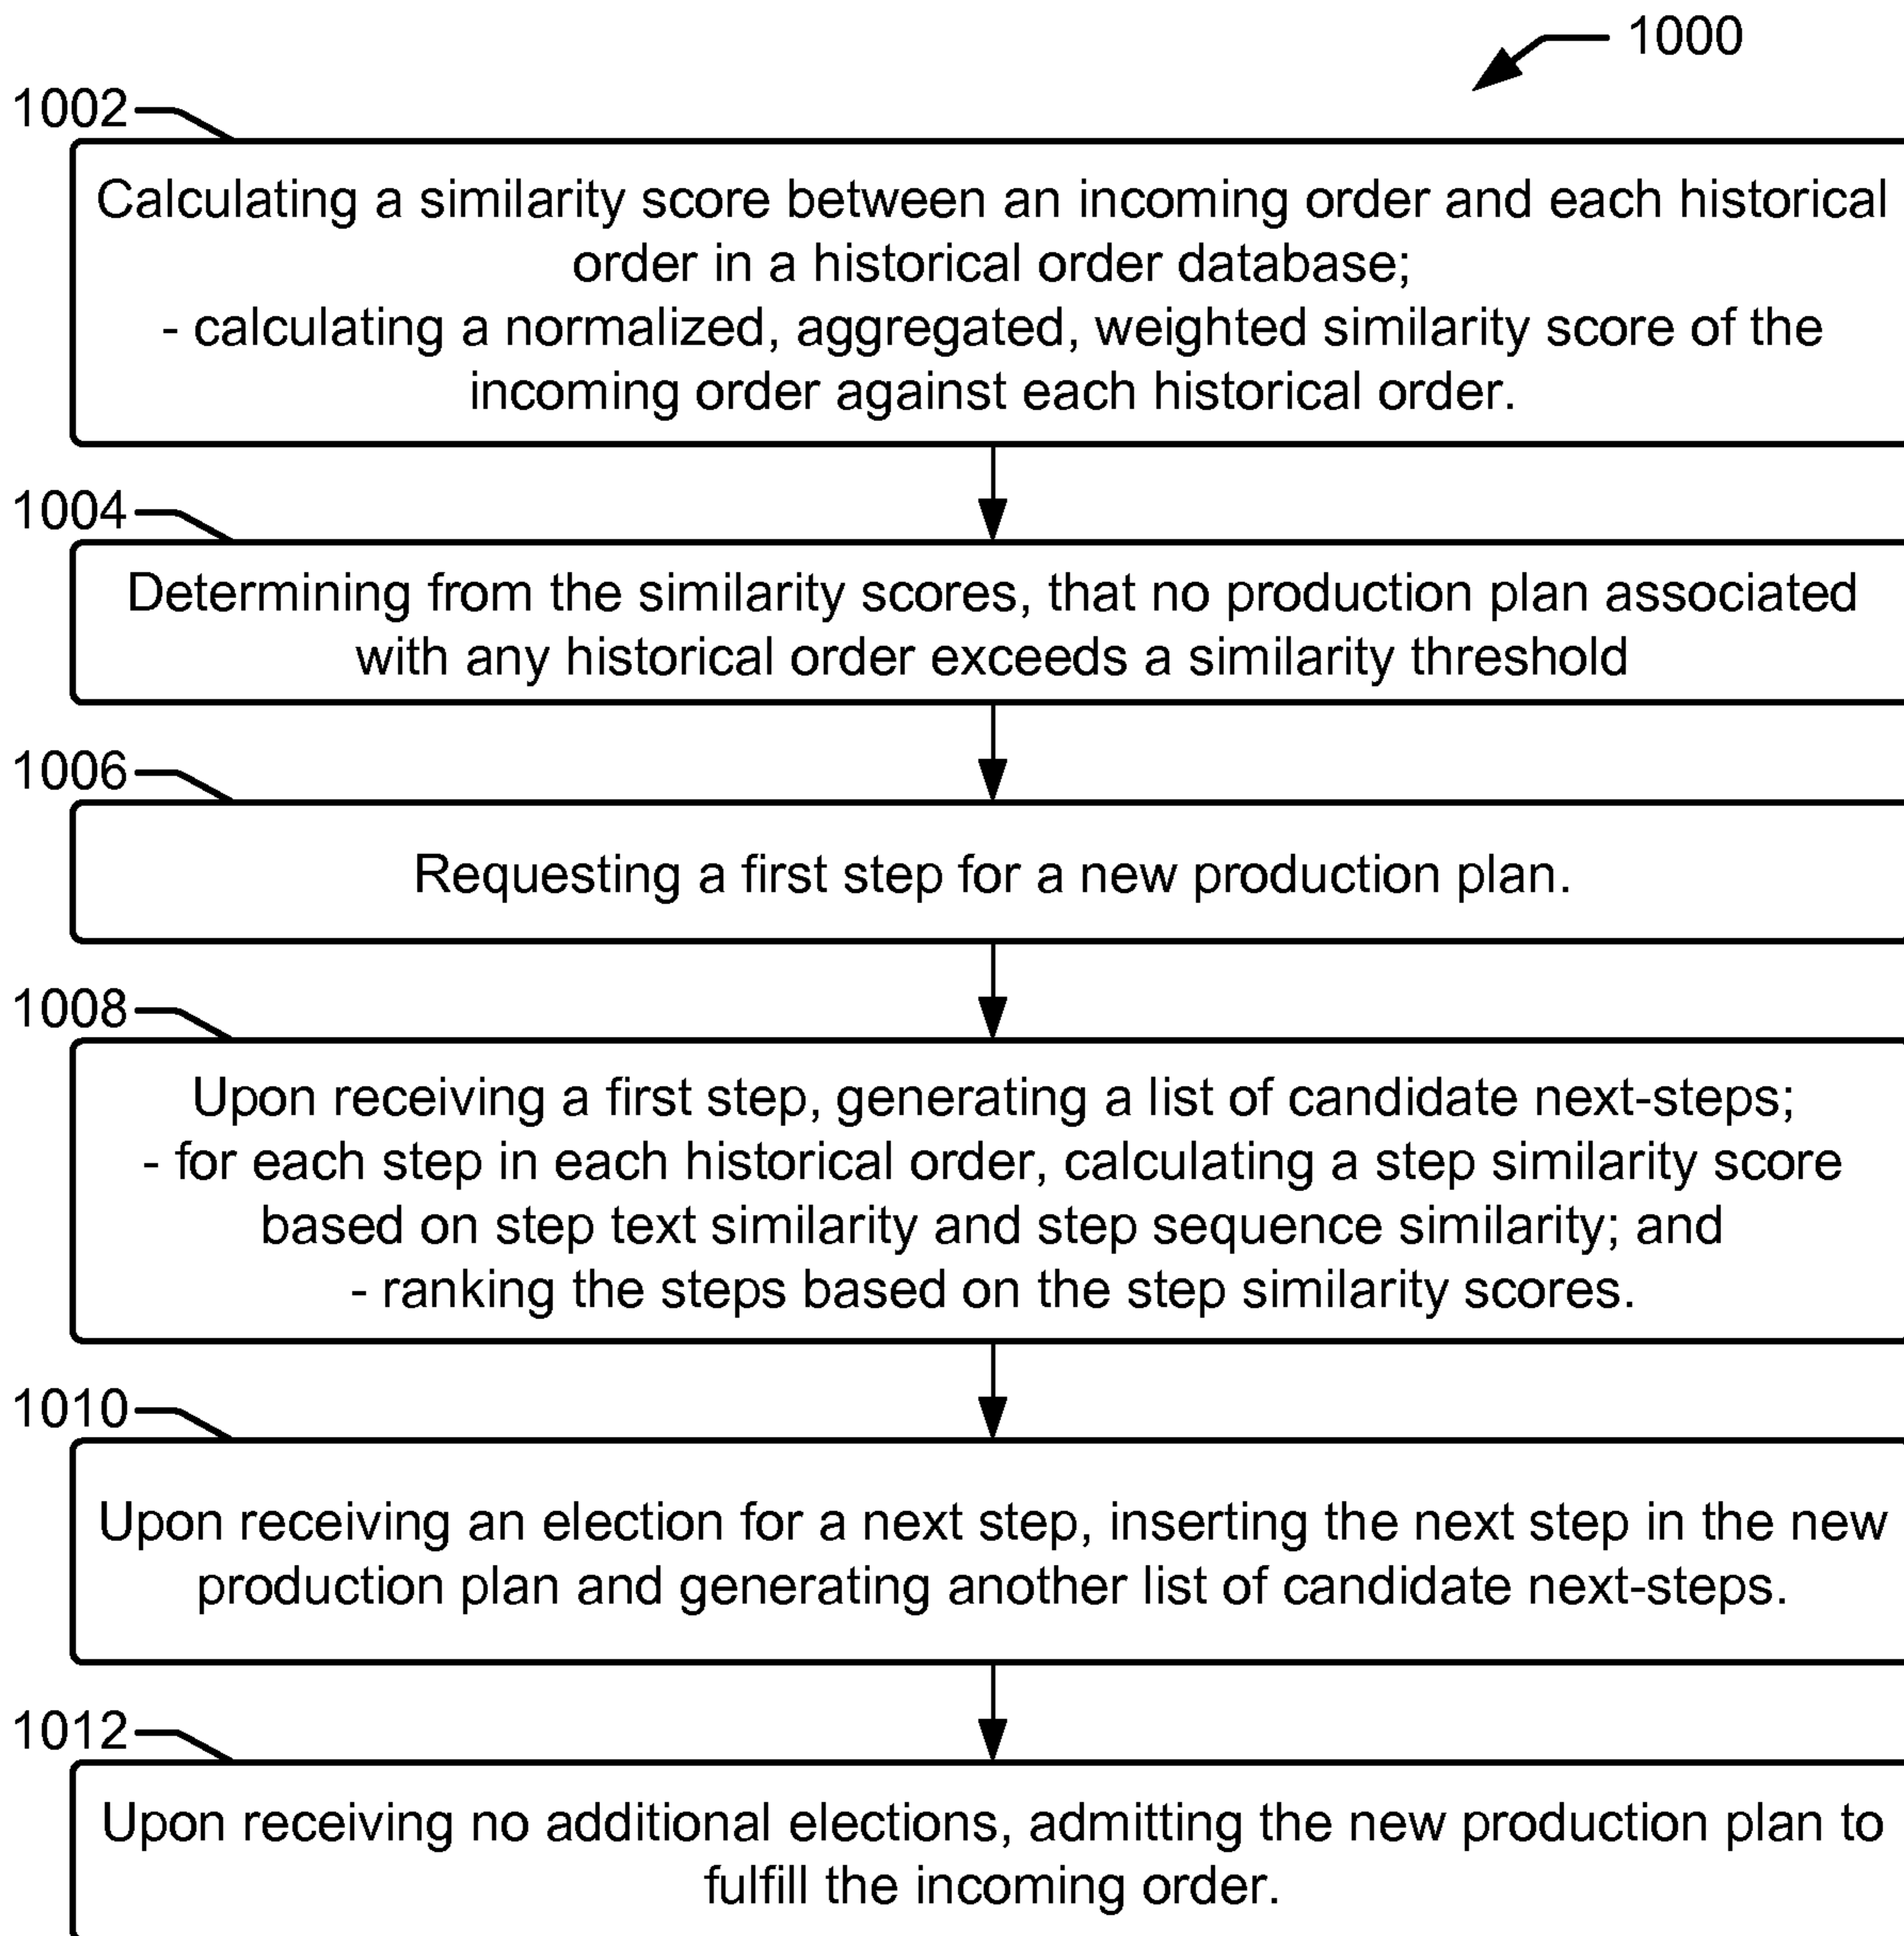 1000
1002
Calculating a similarity score between an incoming order and each historical
order in a historical order database;
- calculating a normalized, aggregated, weighted similarity score of the
incoming order against each historical order.
1004
Determining from the similarity scores, that no production plan associated
with any historical order exceeds a similarity threshold
1006
Requesting a first step for a new production plan.
1008
Upon receiving a first step, generating a list of candidate next-steps;
- for each step in each historical order, calculating a step similarity score
based on step text similarity and step sequence similarity; and
- ranking the steps based on the step similarity scores.
1010
Upon receiving an election for a next step, inserting the next step in the new
production plan and generating another list of candidate next-steps.
1012
Upon receiving no additional elections, admitting the new production plan to
fulfill the incoming order.